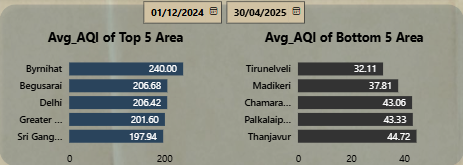 01/12/2024 30/04/2025
Avg_AQI of Top 5 Area
Byrnihat 240.00
Begusarai 206.68
Delhi 206.42
Greater ... 201.60
Sri Gang... 197.94
0 200
Avg_AQI of Bottom 5 Area
Tirunelveli 32.11
Madikeri 37.81
Chamara... 43.06
Palkalaip... 43.33
Thanjavur 44.72
0 20 40